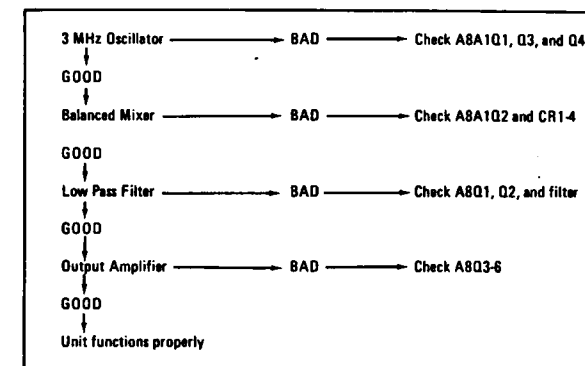 3 MHz Oscillator BAD Check A8A1Q1, Q3, and Q4
GOOD
Balanced Mixer BAD Check A8A1Q2 and CR1-4
GOOD
Low Pass Filter BAD Check A8Q1, Q2, and filter
GOOD
Output Amplifier BAD Check A8Q3-6
GOOD
Unit functions properly